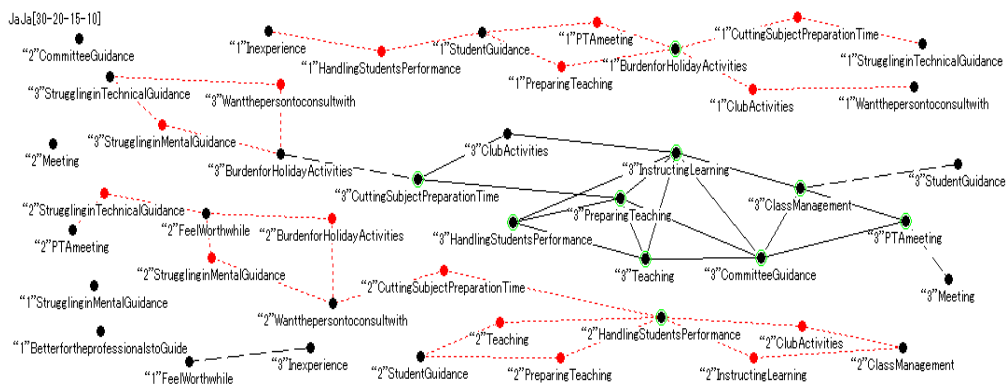 JaJa[30-20-15-10]
“2”CommitteeGuidance
“1”Inexperience
“1”HandlingStudentsPerformance
“1”StudentGuidance
“1”PTAmeeting
“1”PreparingTeaching
“1”BurdenforHolidayActivities
“1”CuttingSubjectPreparationTime
“1”StrugglinginTechnicalGuidance
“1”ClubActivities
“1”Wantthepersontoconsultwith
“3”StrugglinginTechnicalGuidance
“3”Wantthepersontoconsultwith
“3”StrugglinginMentalGuidance
“2”Meeting
“3”BurdenforHolidayActivities
“3”ClubActivities
“3”InstructingLearning
“3”StudentGuidance
“3”CuttingSubjectPreparationTime
“3”PreparingTeaching
“3”ClassManagement
“2”StrugglinginTechnicalGuidance
“2”FeelWorthwhile
“2”BurdenforHolidayActivities
“3”HandlingStudentsPerformance
“3”PTAmeeting
“2”PTAmeeting
“2”StrugglinginMentalGuidance
“3”Teaching
“3”CommitteeGuidance
“3”Meeting
“2”CuttingSubjectPreparationTime
“1”StrugglinginMentalGuidance
“2”Wantthepersontoconsultwith
“2”Teaching
“2”HandlingStudentsPerformance
“2”ClubActivities
“1”BetterfortheprofessionalstoGuide
“3”Inexperience
“1”FeelWorthwhile
“2”StudentGuidance
“2”PreparingTeaching
“2”InstructingLearning
“2”ClassManagement